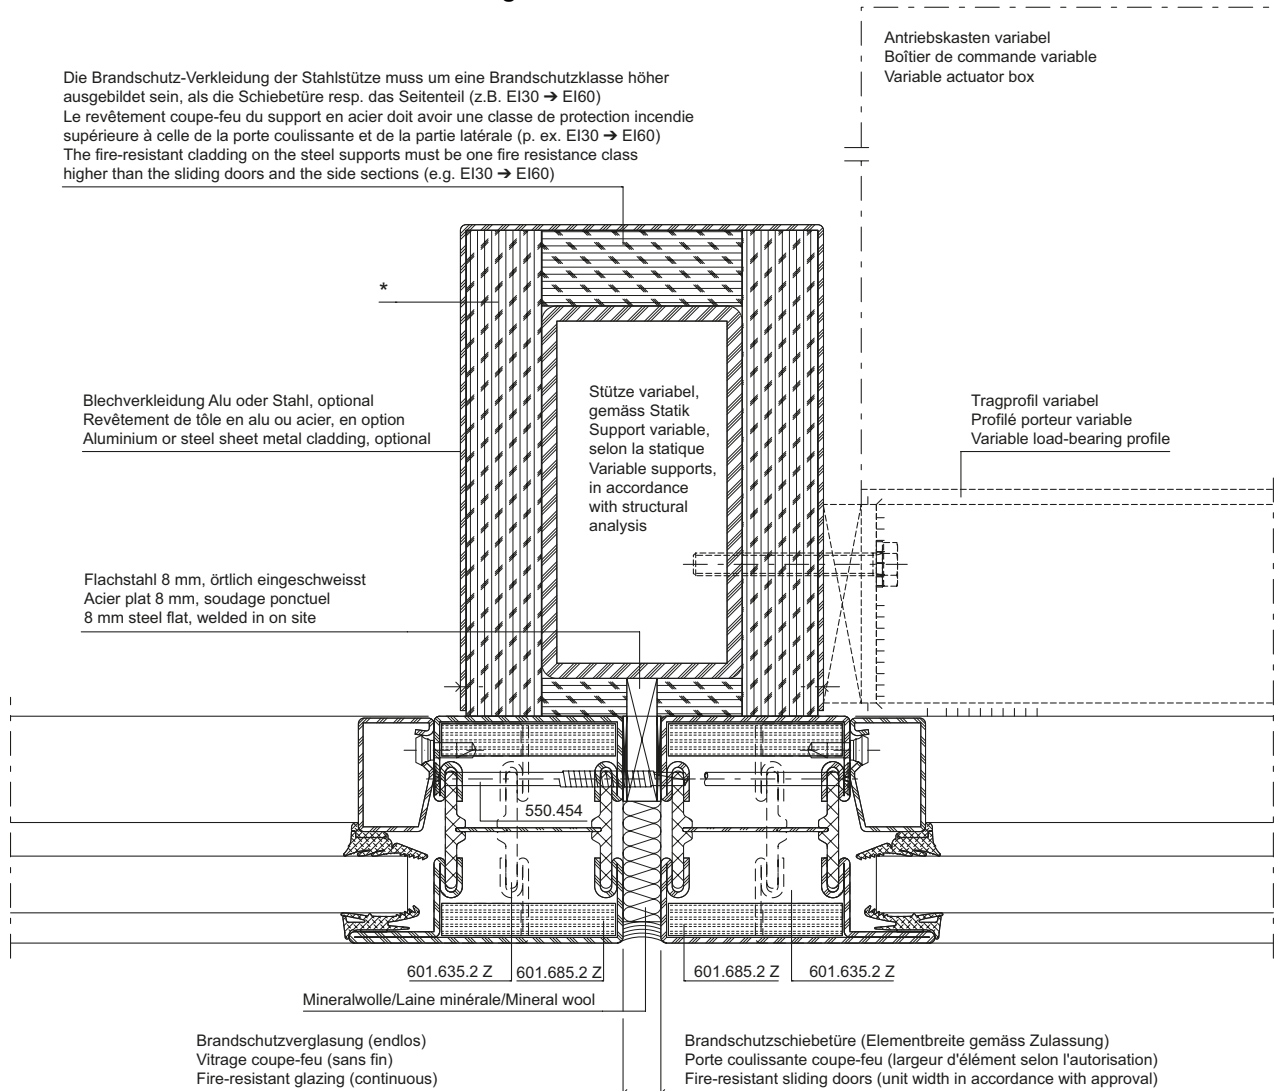 Antriebskasten variabel
Boîtier de commande variable
Variable actuator box
Die Brandschutz-Verkleidung der Stahlstütze muss um eine Brandschutzklasse höher
ausgebildet sein, als die Schiebetüre resp. das Seitenteil (z.B. EI30 ➔ EI60)
Le revêtement coupe-feu du support en acier doit avoir une classe de protection incendie
supérieure à celle de la porte coulissante et de la partie latérale (p. ex. EI30 ➔ EI60)
The fire-resistant cladding on the steel supports must be one fire resistance class
higher than the sliding doors and the side sections (e.g. EI30 ➔ EI60)
*
Blechverkleidung Alu oder Stahl, optional
Revêtement de tôle en alu ou acier, en option
Aluminium or steel sheet metal cladding, optional
Stütze variabel,
gemäss Statik
Support variable,
selon la statique
Variable supports,
in accordance
with structural
analysis
Tragprofil variabel
Profilé porteur variable
Variable load-bearing profile
Flachstahl 8 mm, örtlich eingeschweisst
Acier plat 8 mm, soudage ponctuel
8 mm steel flat, welded in on site
550.454
601.635.2 Z
601.685.2 Z
601.685.2 Z
601.635.2 Z
Mineralwolle/Laine minérale/Mineral wool
Brandschutzverglasung (endlos)
Vitrage coupe-feu (sans fin)
Fire-resistant glazing (continuous)
Brandschutzschiebetüre (Elementbreite gemäss Zulassung)
Porte coulissante coupe-feu (largeur d'élément selon l'autorisation)
Fire-resistant sliding doors (unit width in accordance with approval)